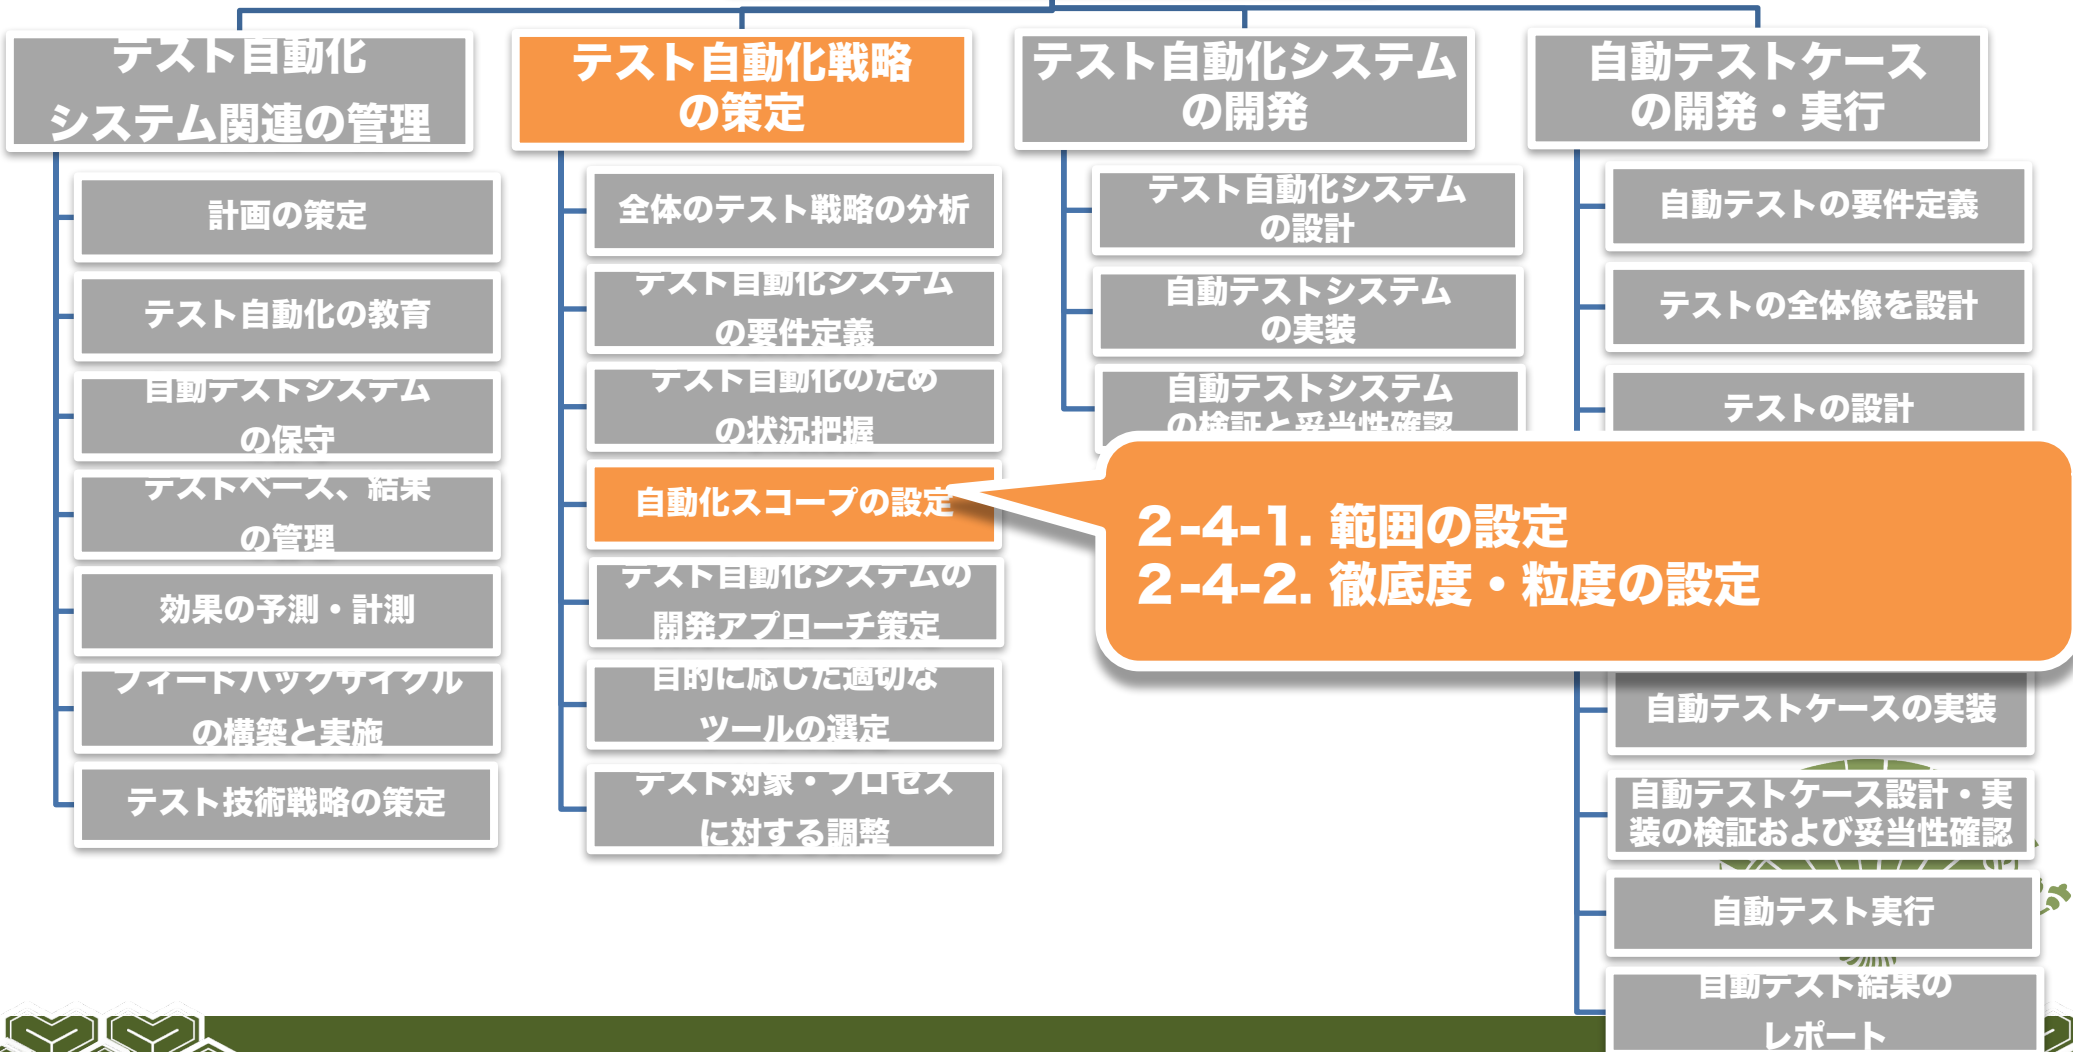 テスト自動化
システム関連の管理
計画の策定
テスト自動化の教育
自動テストシステム
の保守
テストベース、結果
の管理
効果の予測・計測
フィードバックサイクル
の構築と実施
テスト技術戦略の策定
テスト自動化戦略
の策定
全体のテスト戦略の分析
テスト自動化システム
の要件定義
テスト自動化のため
の状況把握
自動化スコープの設定
テスト自動化システムの
開発アプローチ策定
目的に応じた適切な
ツールの選定
テスト対象・プロセス
に対する調整
テスト自動化システム
の開発
テスト自動化システム
の設計
自動テストシステム
の実装
自動テストシステム
の検証と妥当性確認
2-4-1. 範囲の設定
2-4-2. 徹底度・粒度の設定
自動テストケース
の開発・実行
自動テストの要件定義
テストの全体像を設計
テストの設計
自動テストケースの実装
自動テストケース設計・実
装の検証および妥当性確認
自動テスト実行
自動テスト結果の
レポート